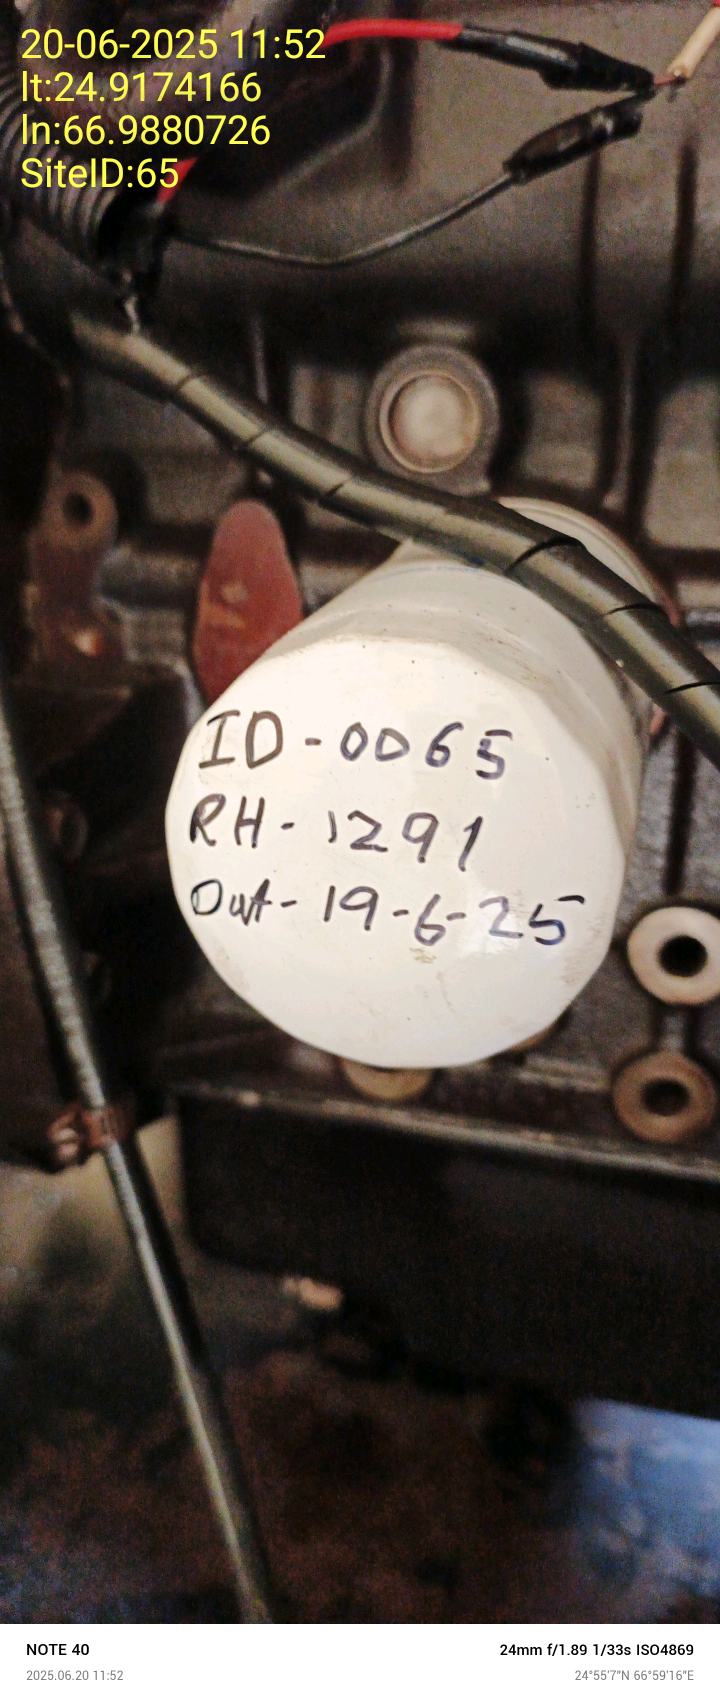 20-06-2025 11:52
lt:24.9174166
ln:66.9880726
SiteID:65
ID-0065
RH-1291
Out-19-6-25
NOTE 40
24mm f/1.89 1/33s ISO4869
2025.06.20 11:52
24°55'7"N 66°59'16"E